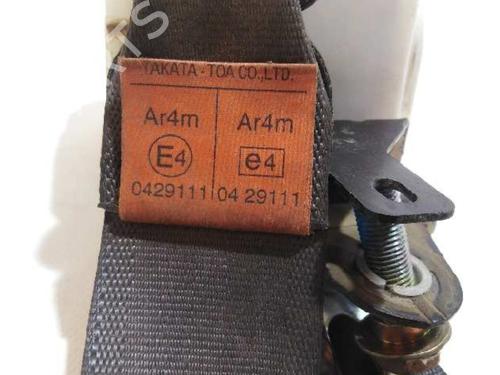 TAKATA - TOA CO.,LTD.
Ar4m Ar4m
E4 e4
0429111 04 29111